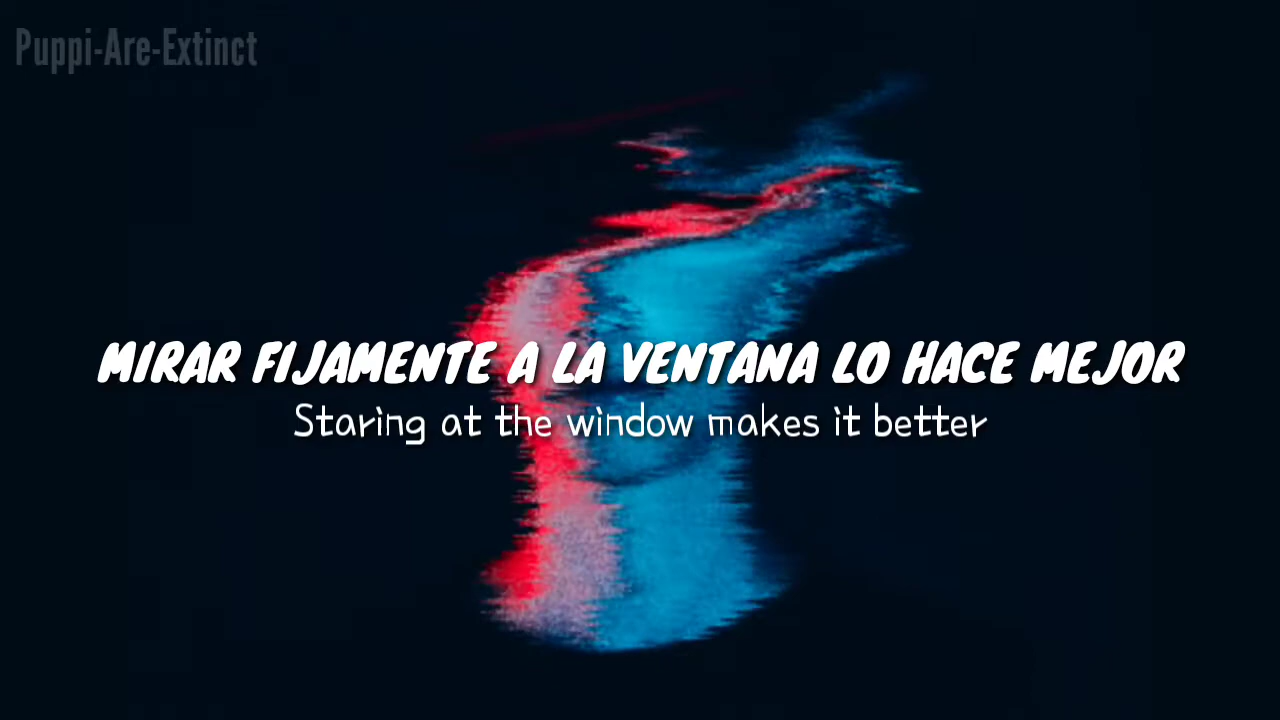 Puppi-Are-Extinct
MIRAR FIJAMENTE A LA VENTANA LO HACE MEJOR
Staring at the window makes it better